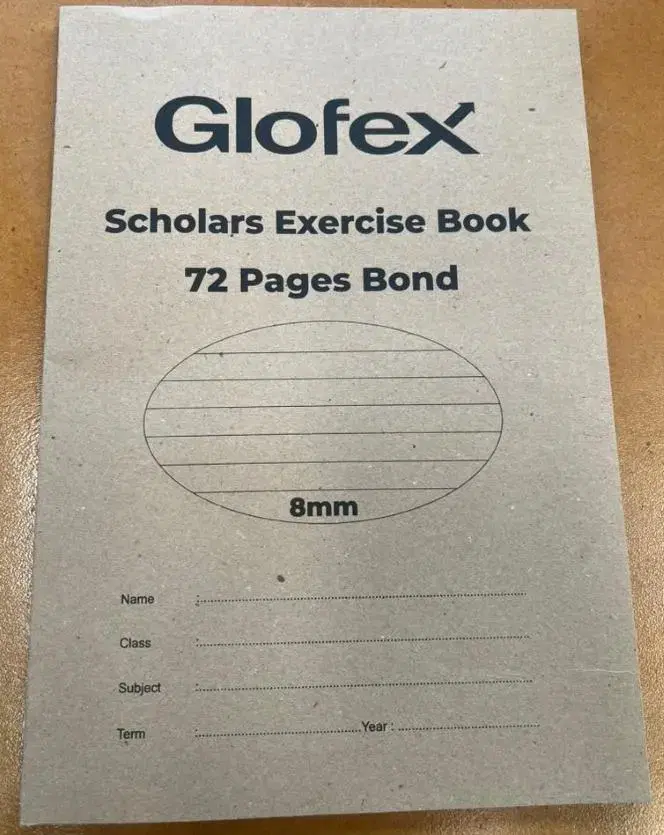 Glofex
Scholars Exercise Book
72 Pages Bond
8mm
Name :
Class :
Subject :
Term Year :